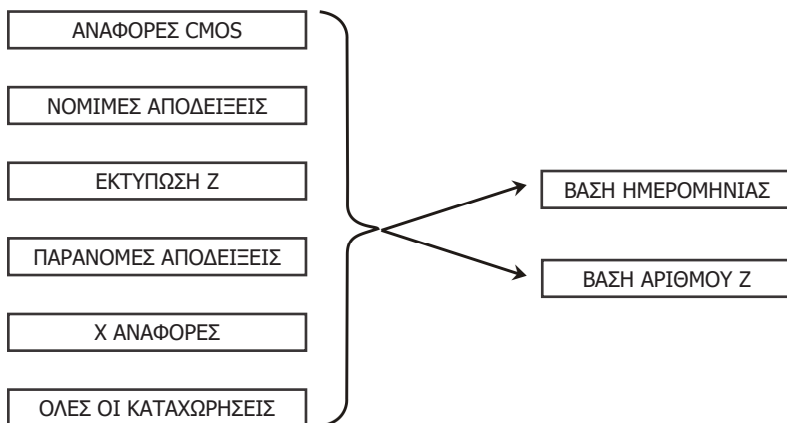 ΑΝΑΦΟΡΕΣ CMOS
ΝΟΜΙΜΕΣ ΑΠΟΔΕΙΞΕΙΣ
ΕΚΤΥΠΩΣΗ Ζ
ΠΑΡΑΝΟΜΕΣ ΑΠΟΔΕΙΞΕΙΣ
Χ ΑΝΑΦΟΡΕΣ
ΟΛΕΣ ΟΙ ΚΑΤΑΧΩΡΗΣΕΙΣ
ΒΑΣΗ ΗΜΕΡΟΜΗΝΙΑΣ
ΒΑΣΗ ΑΡΙΘΜΟΥ Ζ